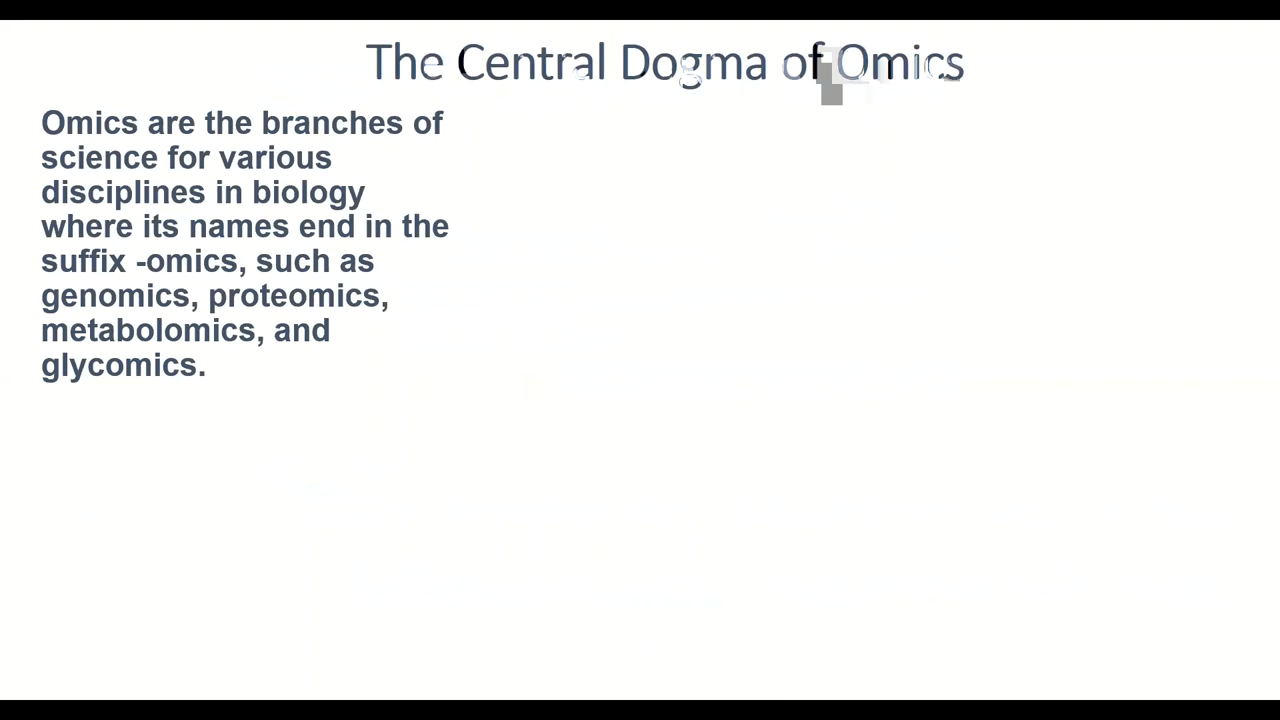 The Central Dogma of Omics
Omics are the branches of
science for various
disciplines in biology
where its names end in the
suffix -omics, such as
genomics, proteomics,
metabolomics, and
glycomics.